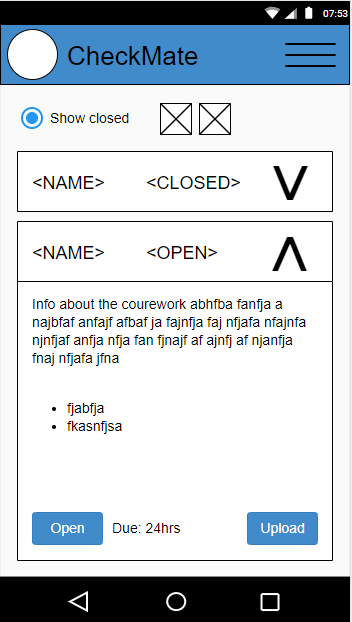 07:53
CheckMate
Show closed
<NAME> <CLOSED>
<NAME> <OPEN>
Info about the courework abhfba fanfja a
najbfaf anfajf afbaf ja fajnfja faj nfjafa nfajnfa
njnfjaf anfja nfja fan fjnajf af ajnfj af njanfja
fnaj nfjafa jfna
• fjabfja
• fkasnfjsa
Open Due: 24hrs Upload